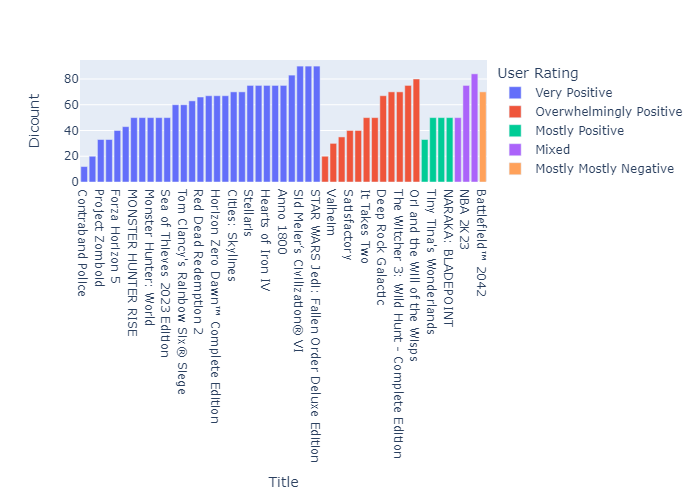 User Rating
Very Positive
Overwhelmingly Positive
Mostly Positive
Mixed
Mostly Mostly Negative
Dicount
80
60
40
20
0
Contraband Police
Project Zomboid
Forza Horizon 5
MONSTER HUNTER RISE
Monster Hunter: World
Sea of Thieves 2023 Edition
Tom Clancy's Rainbow Six® Siege
Red Dead Redemption 2
Horizon Zero Dawn™ Complete Edition
Cities: Skylines
Stellaris
Hearts of Iron IV
Anno 1800
Sid Meier's Civilization® VI
STAR WARS Jedi: Fallen Order Deluxe Edition
Valheim
Satisfactory
It Takes Two
Deep Rock Galactic
The Witcher 3: Wild Hunt - Complete Edition
Ori and the Will of the Wisps
Tiny Tina's Wonderlands
NARAKA: BLADEPOINT
NBA 2K23
Battlefield™ 2042
Title